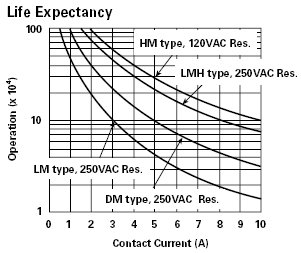 Life Expectancy
100
HM type, 120VAC Res.
LMH type, 250VAC Res.
10
Operation (x 10⁴)
LM type, 250VAC Res.
DM type, 250VAC Res.
1
0 1 2 3 4 5 6 7 8 9 10
Contact Current (A)